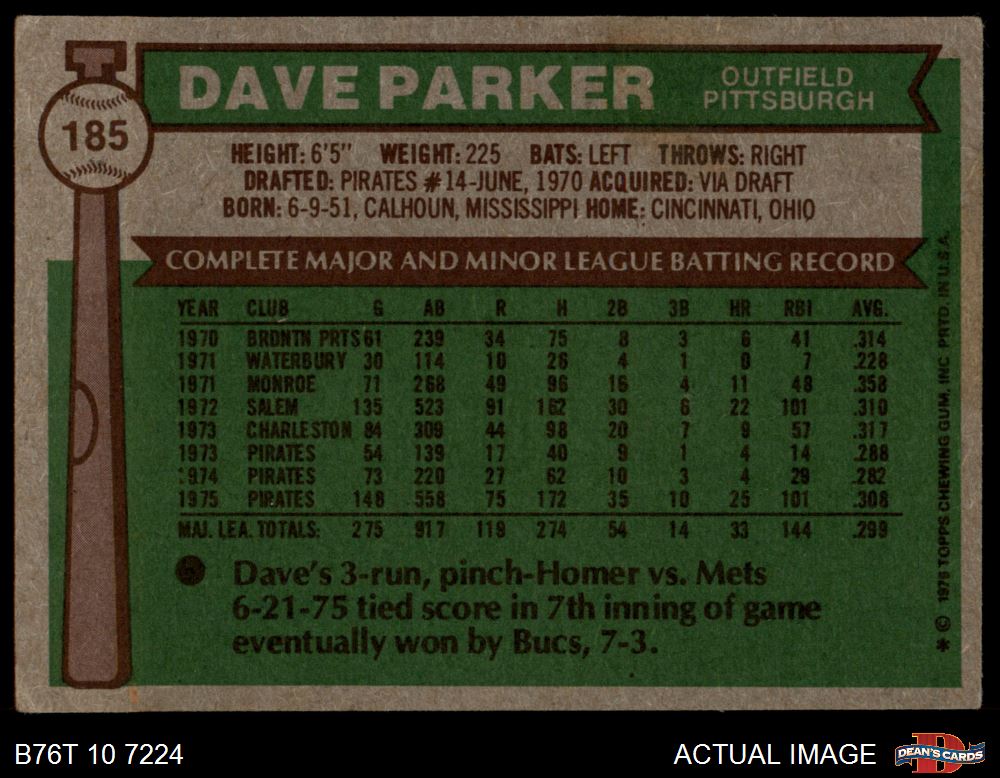 185
DAVE PARKER
OUTFIELD
PITTSBURGH
HEIGHT: 6'5" WEIGHT: 225 BATS: LEFT THROWS: RIGHT
DRAFTED: PIRATES #14-JUNE, 1970 ACQUIRED: VIA DRAFT
BORN: 6-9-51, CALHOUN, MISSISSIPPI HOME: CINCINNATI, OHIO
COMPLETE MAJOR AND MINOR LEAGUE BATTING RECORD
YEAR CLUB G AB R H 2B 3B HR RBI AVG.
1970 BRDNTN PRTS 61 239 34 75 8 3 6 41 .314
1971 WATERBURY 30 114 10 26 4 1 0 7 .228
1971 MONROE 71 268 49 96 16 4 11 48 .358
1972 SALEM 135 523 91 162 30 6 22 101 .310
1973 CHARLESTON 84 309 44 98 20 7 9 57 .317
1973 PIRATES 54 139 17 40 9 1 4 14 .288
1974 PIRATES 73 220 27 62 10 3 4 29 .282
1975 PIRATES 148 558 75 172 35 10 25 101 .308
MAJ. LEA. TOTALS: 275 917 119 274 54 14 33 144 .299
Dave's 3-run, pinch-Homer vs. Mets
6-21-75 tied score in 7th inning of game
eventually won by Bucs, 7-3.
* © 1976 TOPPS CHEWING GUM, INC. PRTD. IN U.S.A.
B76T 10 7224
ACTUAL IMAGE
DEAN'S CARDS